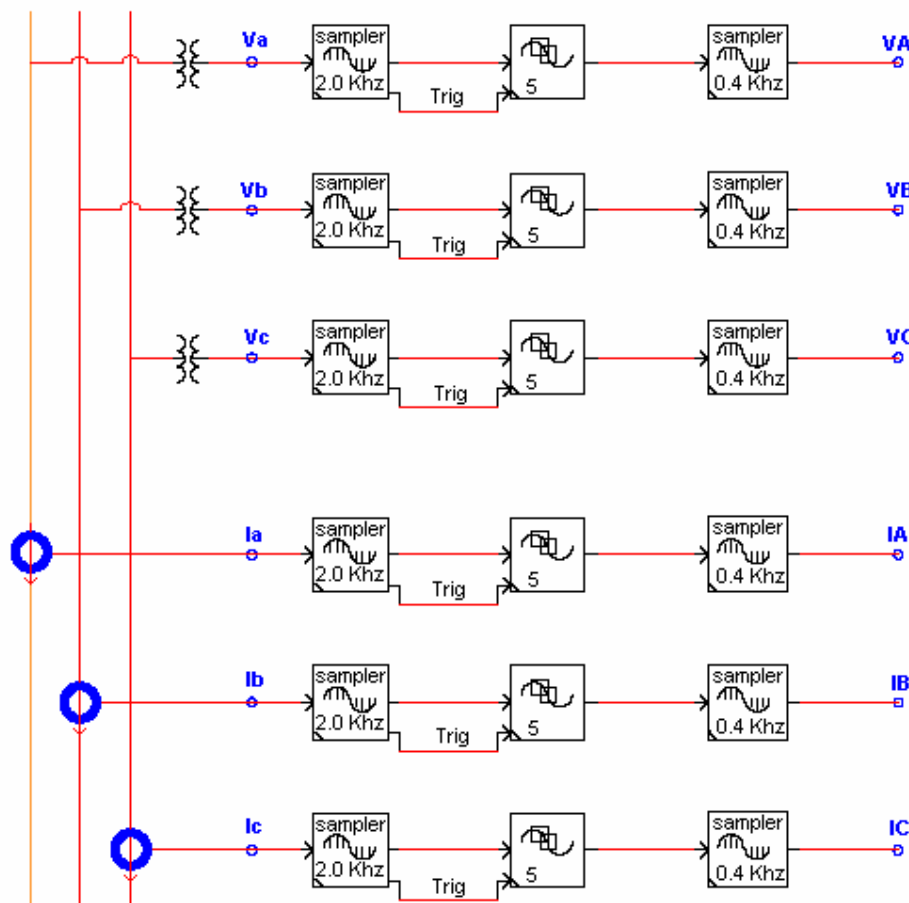 Va sampler 2.0 Khz Trig 5 sampler 0.4 Khz VA
Vb sampler 2.0 Khz Trig 5 sampler 0.4 Khz VB
Vc sampler 2.0 Khz Trig 5 sampler 0.4 Khz VC
Ia sampler 2.0 Khz Trig 5 sampler 0.4 Khz IA
Ib sampler 2.0 Khz Trig 5 sampler 0.4 Khz IB
Ic sampler 2.0 Khz Trig 5 sampler 0.4 Khz IC